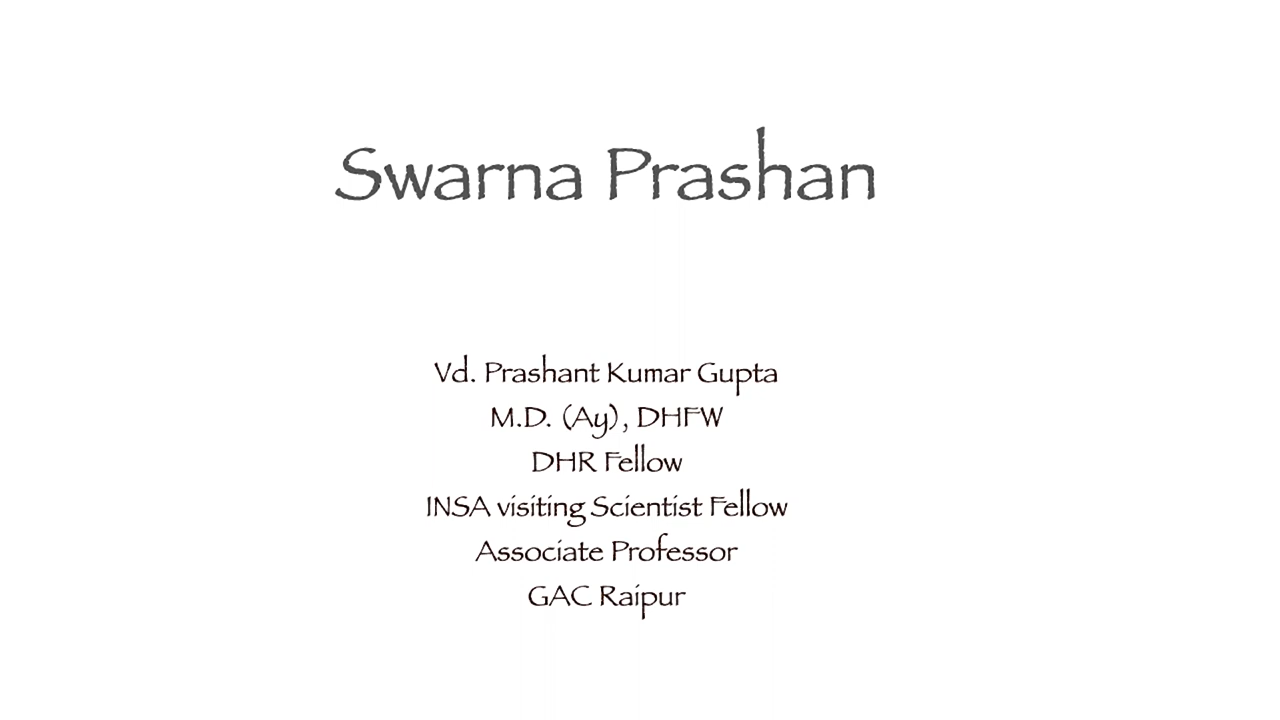 Swarna Prashan
Vd. Prashant Kumar Gupta
M.D. (Ay), DHFW
DHR Fellow
INSA visiting Scientist Fellow
Associate Professor
GAC Raipur